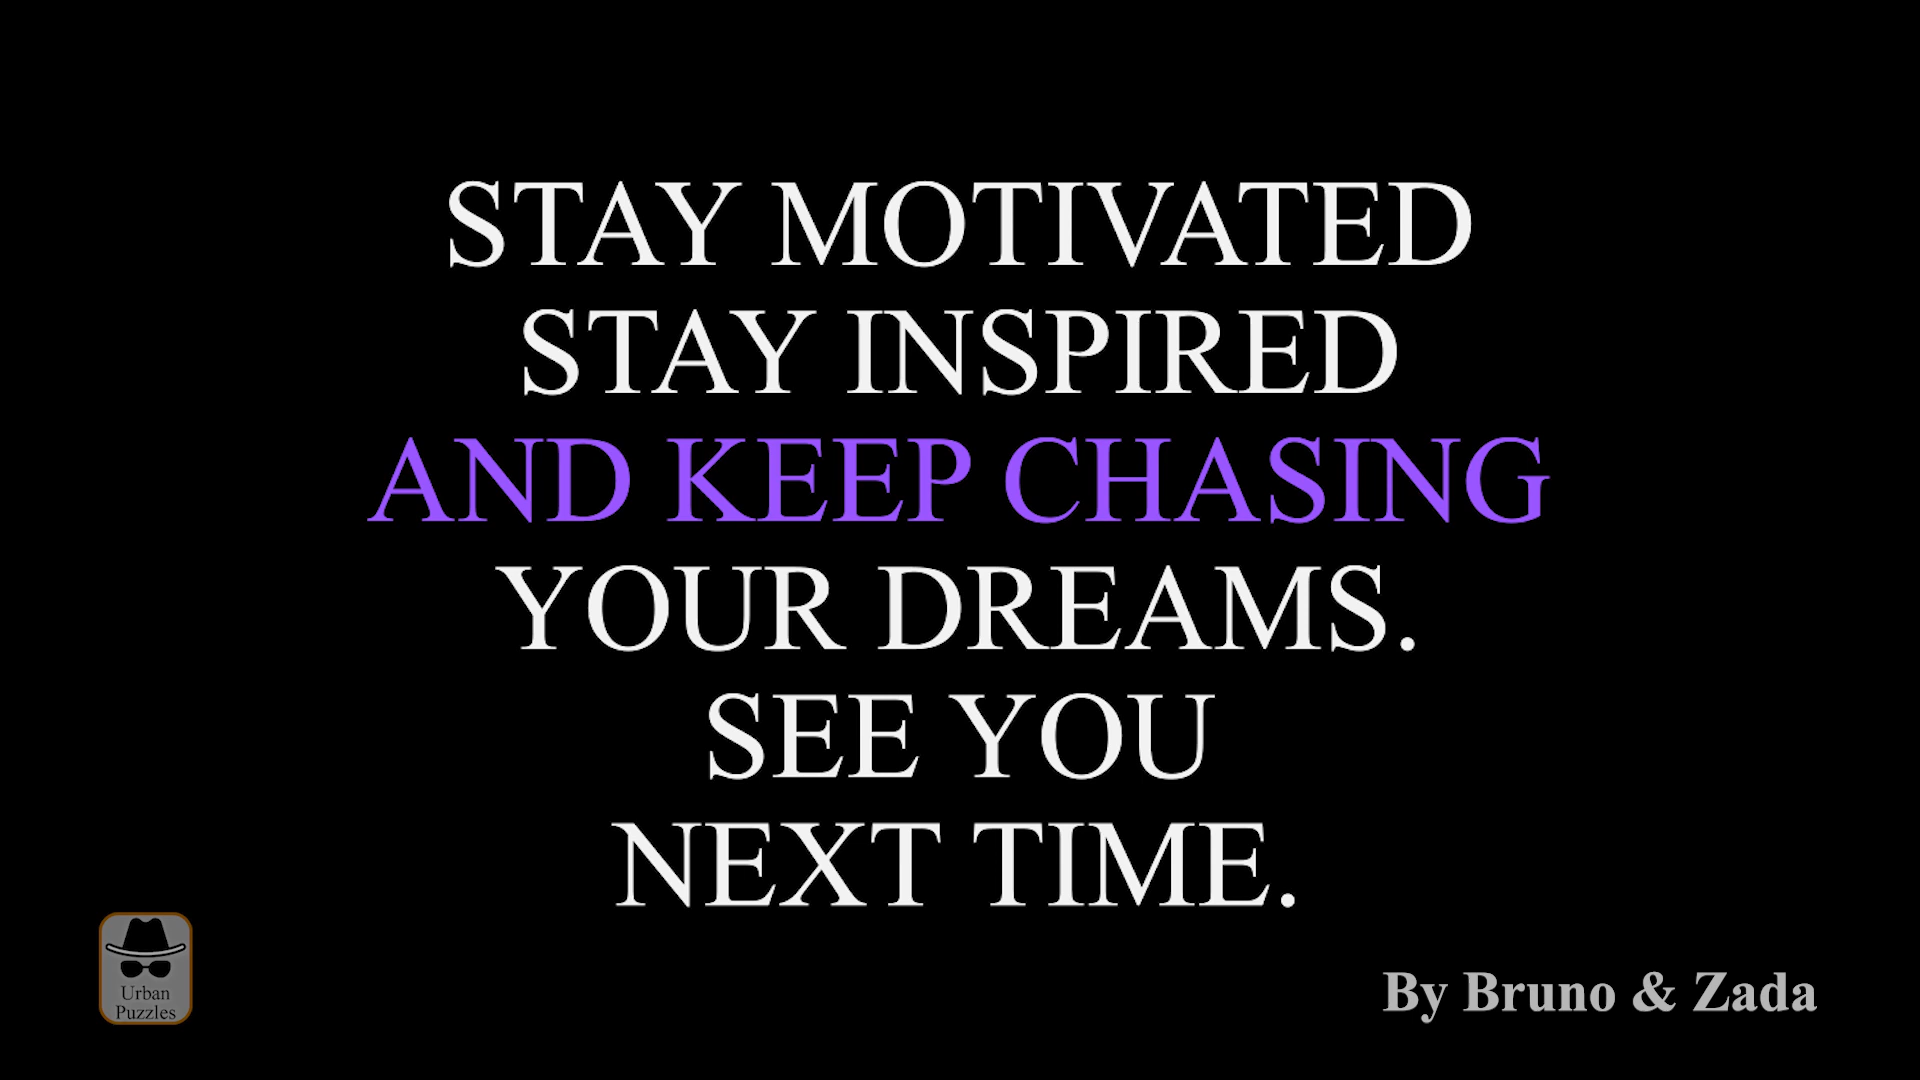 STAY MOTIVATED
STAY INSPIRED
AND KEEP CHASING
YOUR DREAMS.
SEE YOU
NEXT TIME.
Urban
Puzzles
By Bruno & Zada